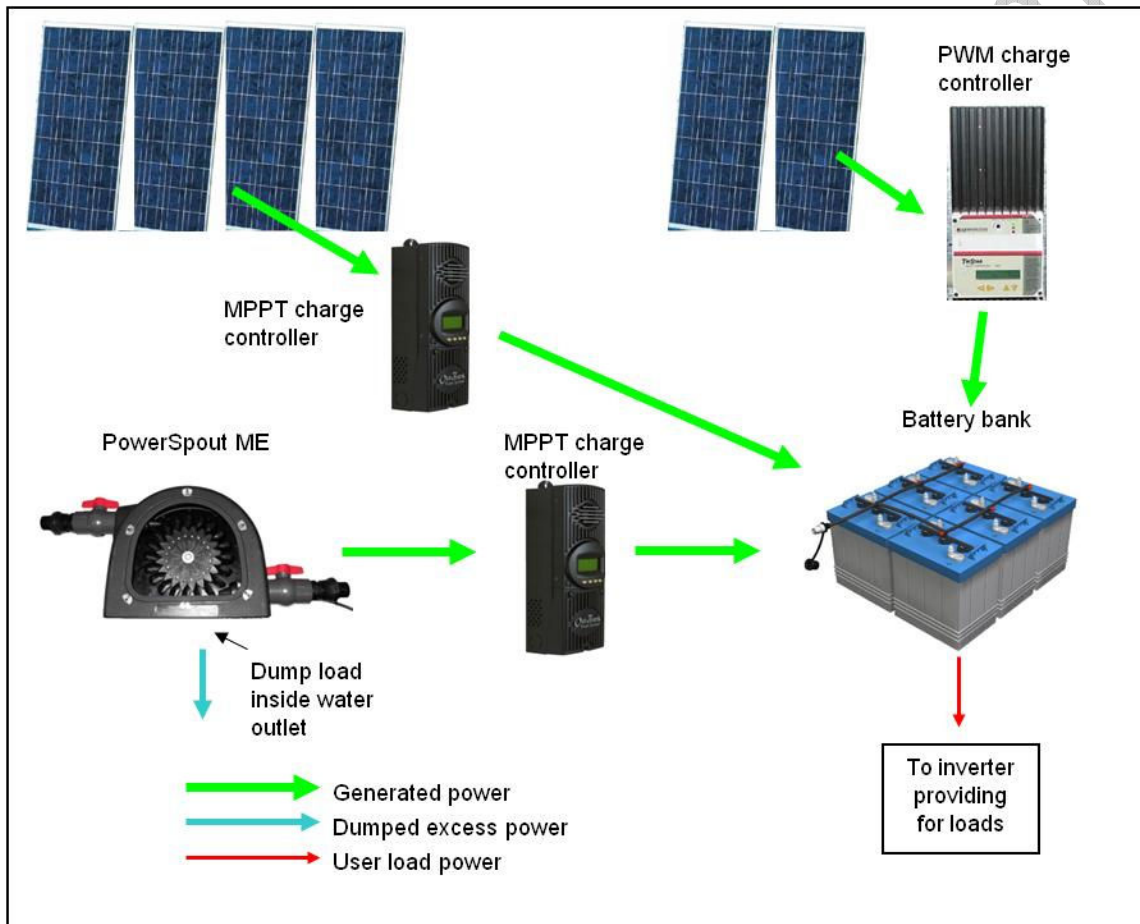 PWM charge
controller
MPPT charge
controller
Battery bank
PowerSpout ME
MPPT charge
controller
Dump load
inside water
outlet
To inverter
providing
for loads
Generated power
Dumped excess power
User load power